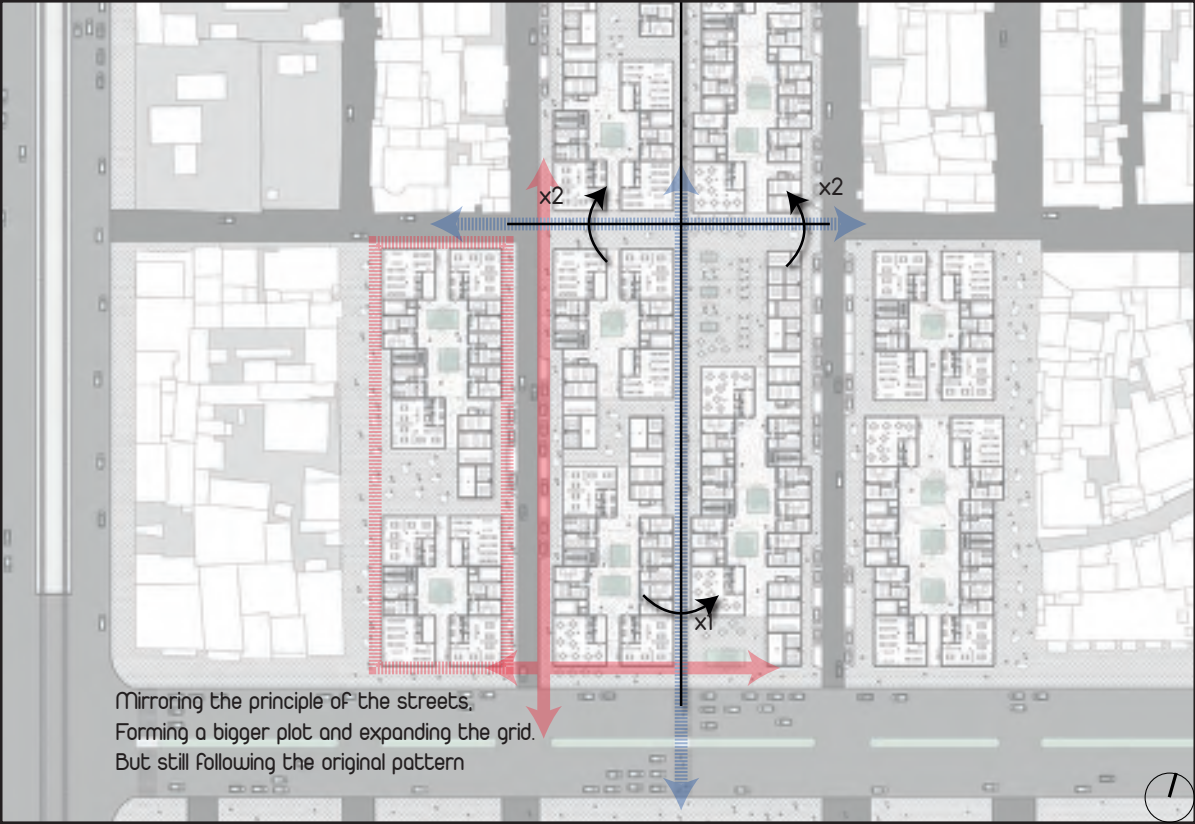 x2
x2
x1
Mirroring the principle of the streets,
Forming a bigger plot and expanding the grid.
But still following the original pattern